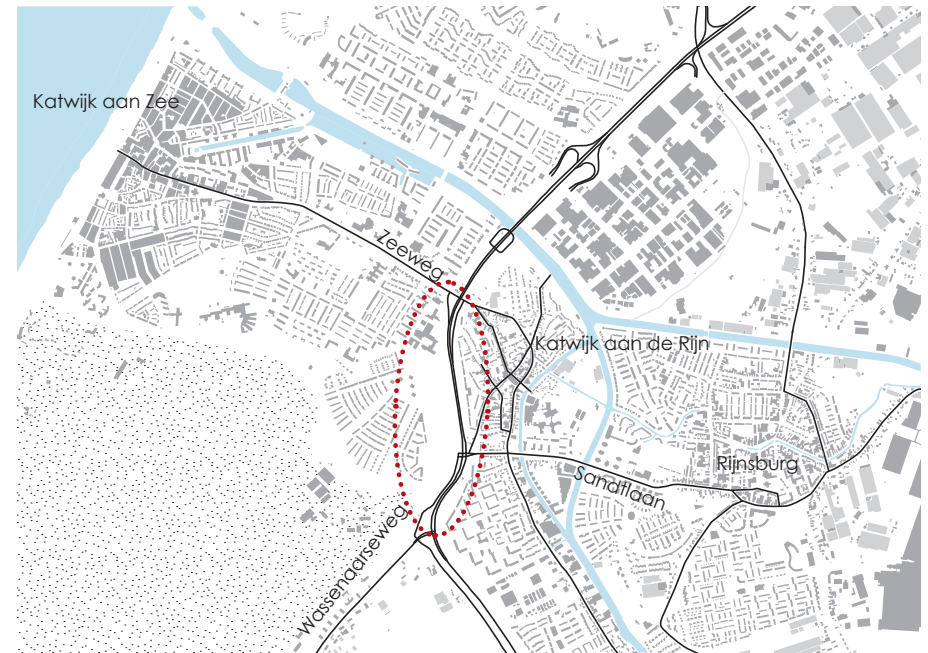 Katwijk aan Zee
Zeeweg
Katwijk aan de Rijn
Rijnsburg
Sandtlaan
Wassenaarseweg